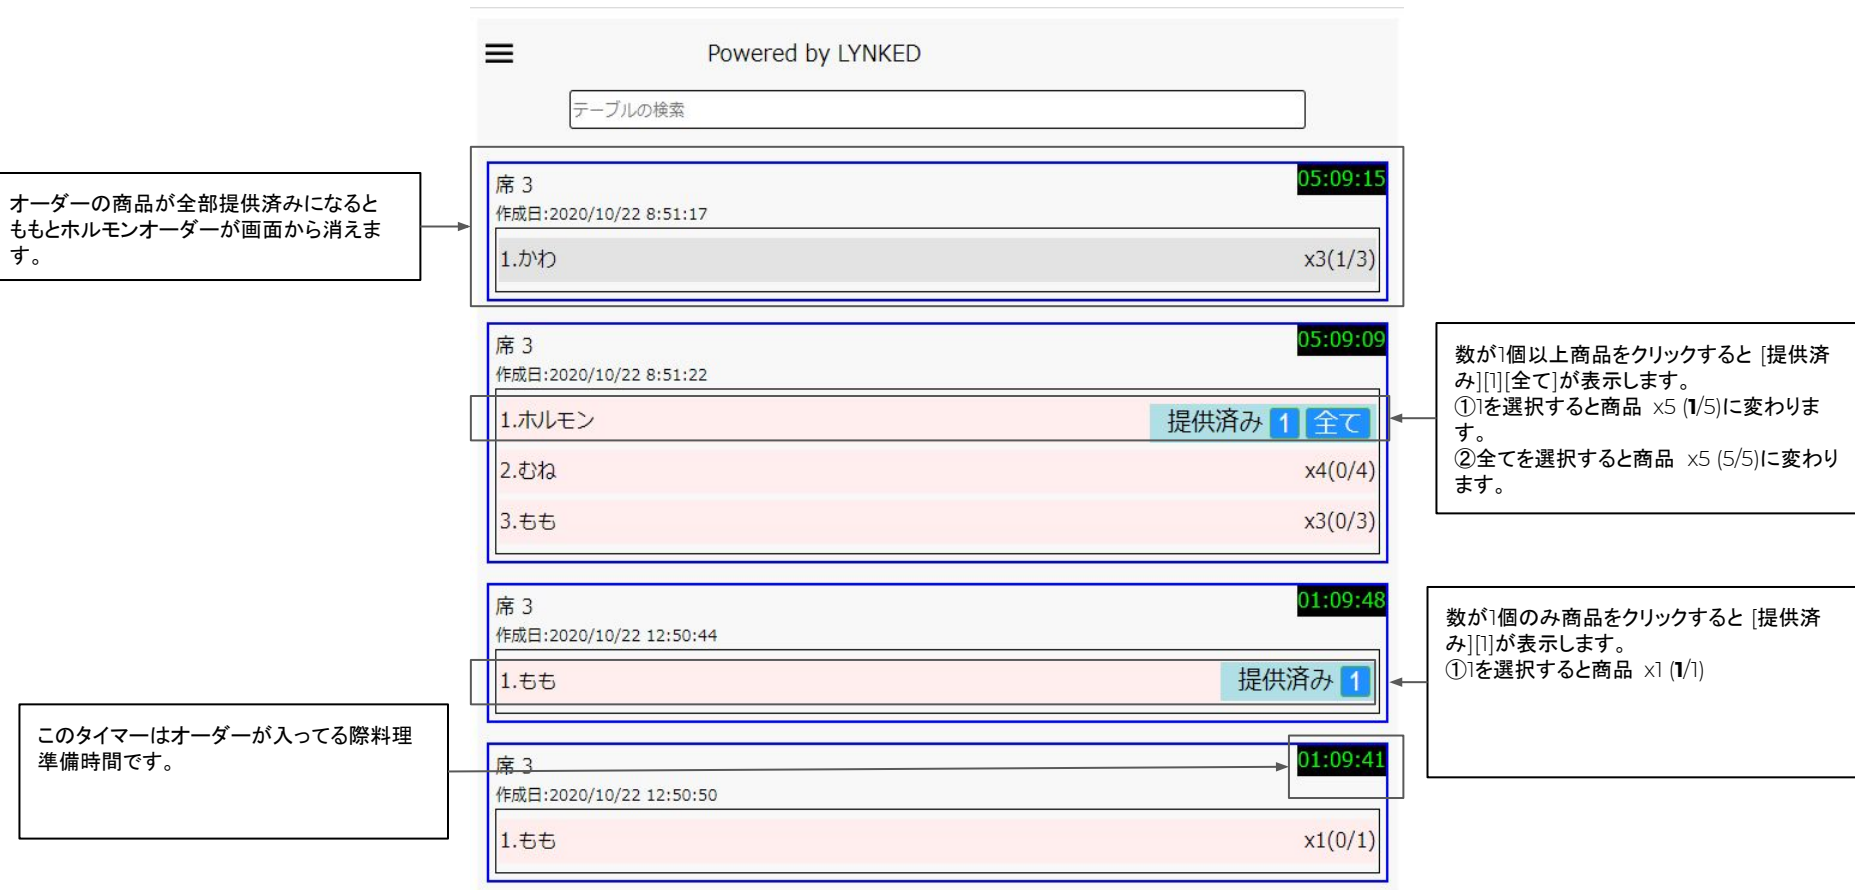 Powered by LYNKED
テーブルの検索
オーダーの商品が全部提供済みになると
ももとホルモンオーダーが画面から消えま
す。
席 3
05:09:15
作成日:2020/10/22 8:51:17
1.かわ
x3(1/3)
席 3
05:09:09
作成日:2020/10/22 8:51:22
1.ホルモン
提供済み 1 全て
2.むね
x4(0/4)
3.もも
x3(0/3)
数が1個以上商品をクリックすると [提供済
み][1][全て]が表示します。
①1を選択すると商品 x5 (1/5)に変わりま
す。
②全てを選択すると商品 x5 (5/5)に変わり
ます。
席 3
01:09:48
作成日:2020/10/22 12:50:44
1.もも
提供済み 1
数が1個のみ商品をクリックすると [提供済
み][1]が表示します。
①1を選択すると商品 x1 (1/1)
このタイマーはオーダーが入ってる際料理
準備時間です。
席 3
01:09:41
作成日:2020/10/22 12:50:50
1.もも
x1(0/1)